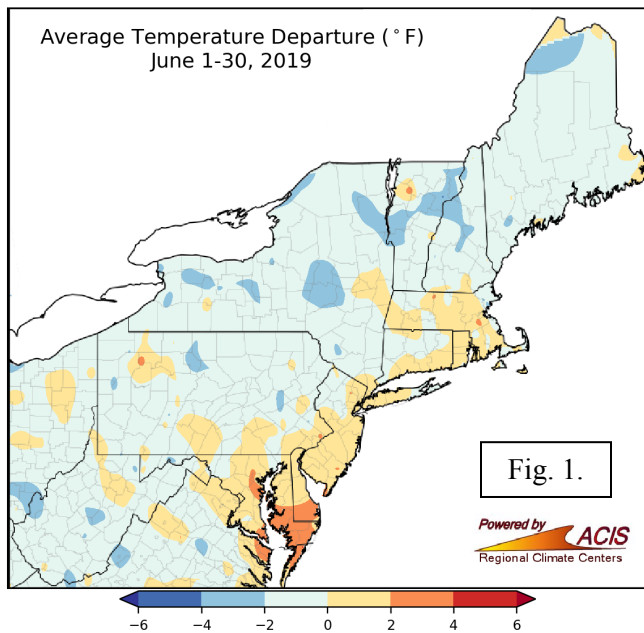 Average Temperature Departure (°F)
June 1-30, 2019
Fig. 1.
Powered by
ACIS
Regional Climate Centers
−6 −4 −2 0 2 4 6